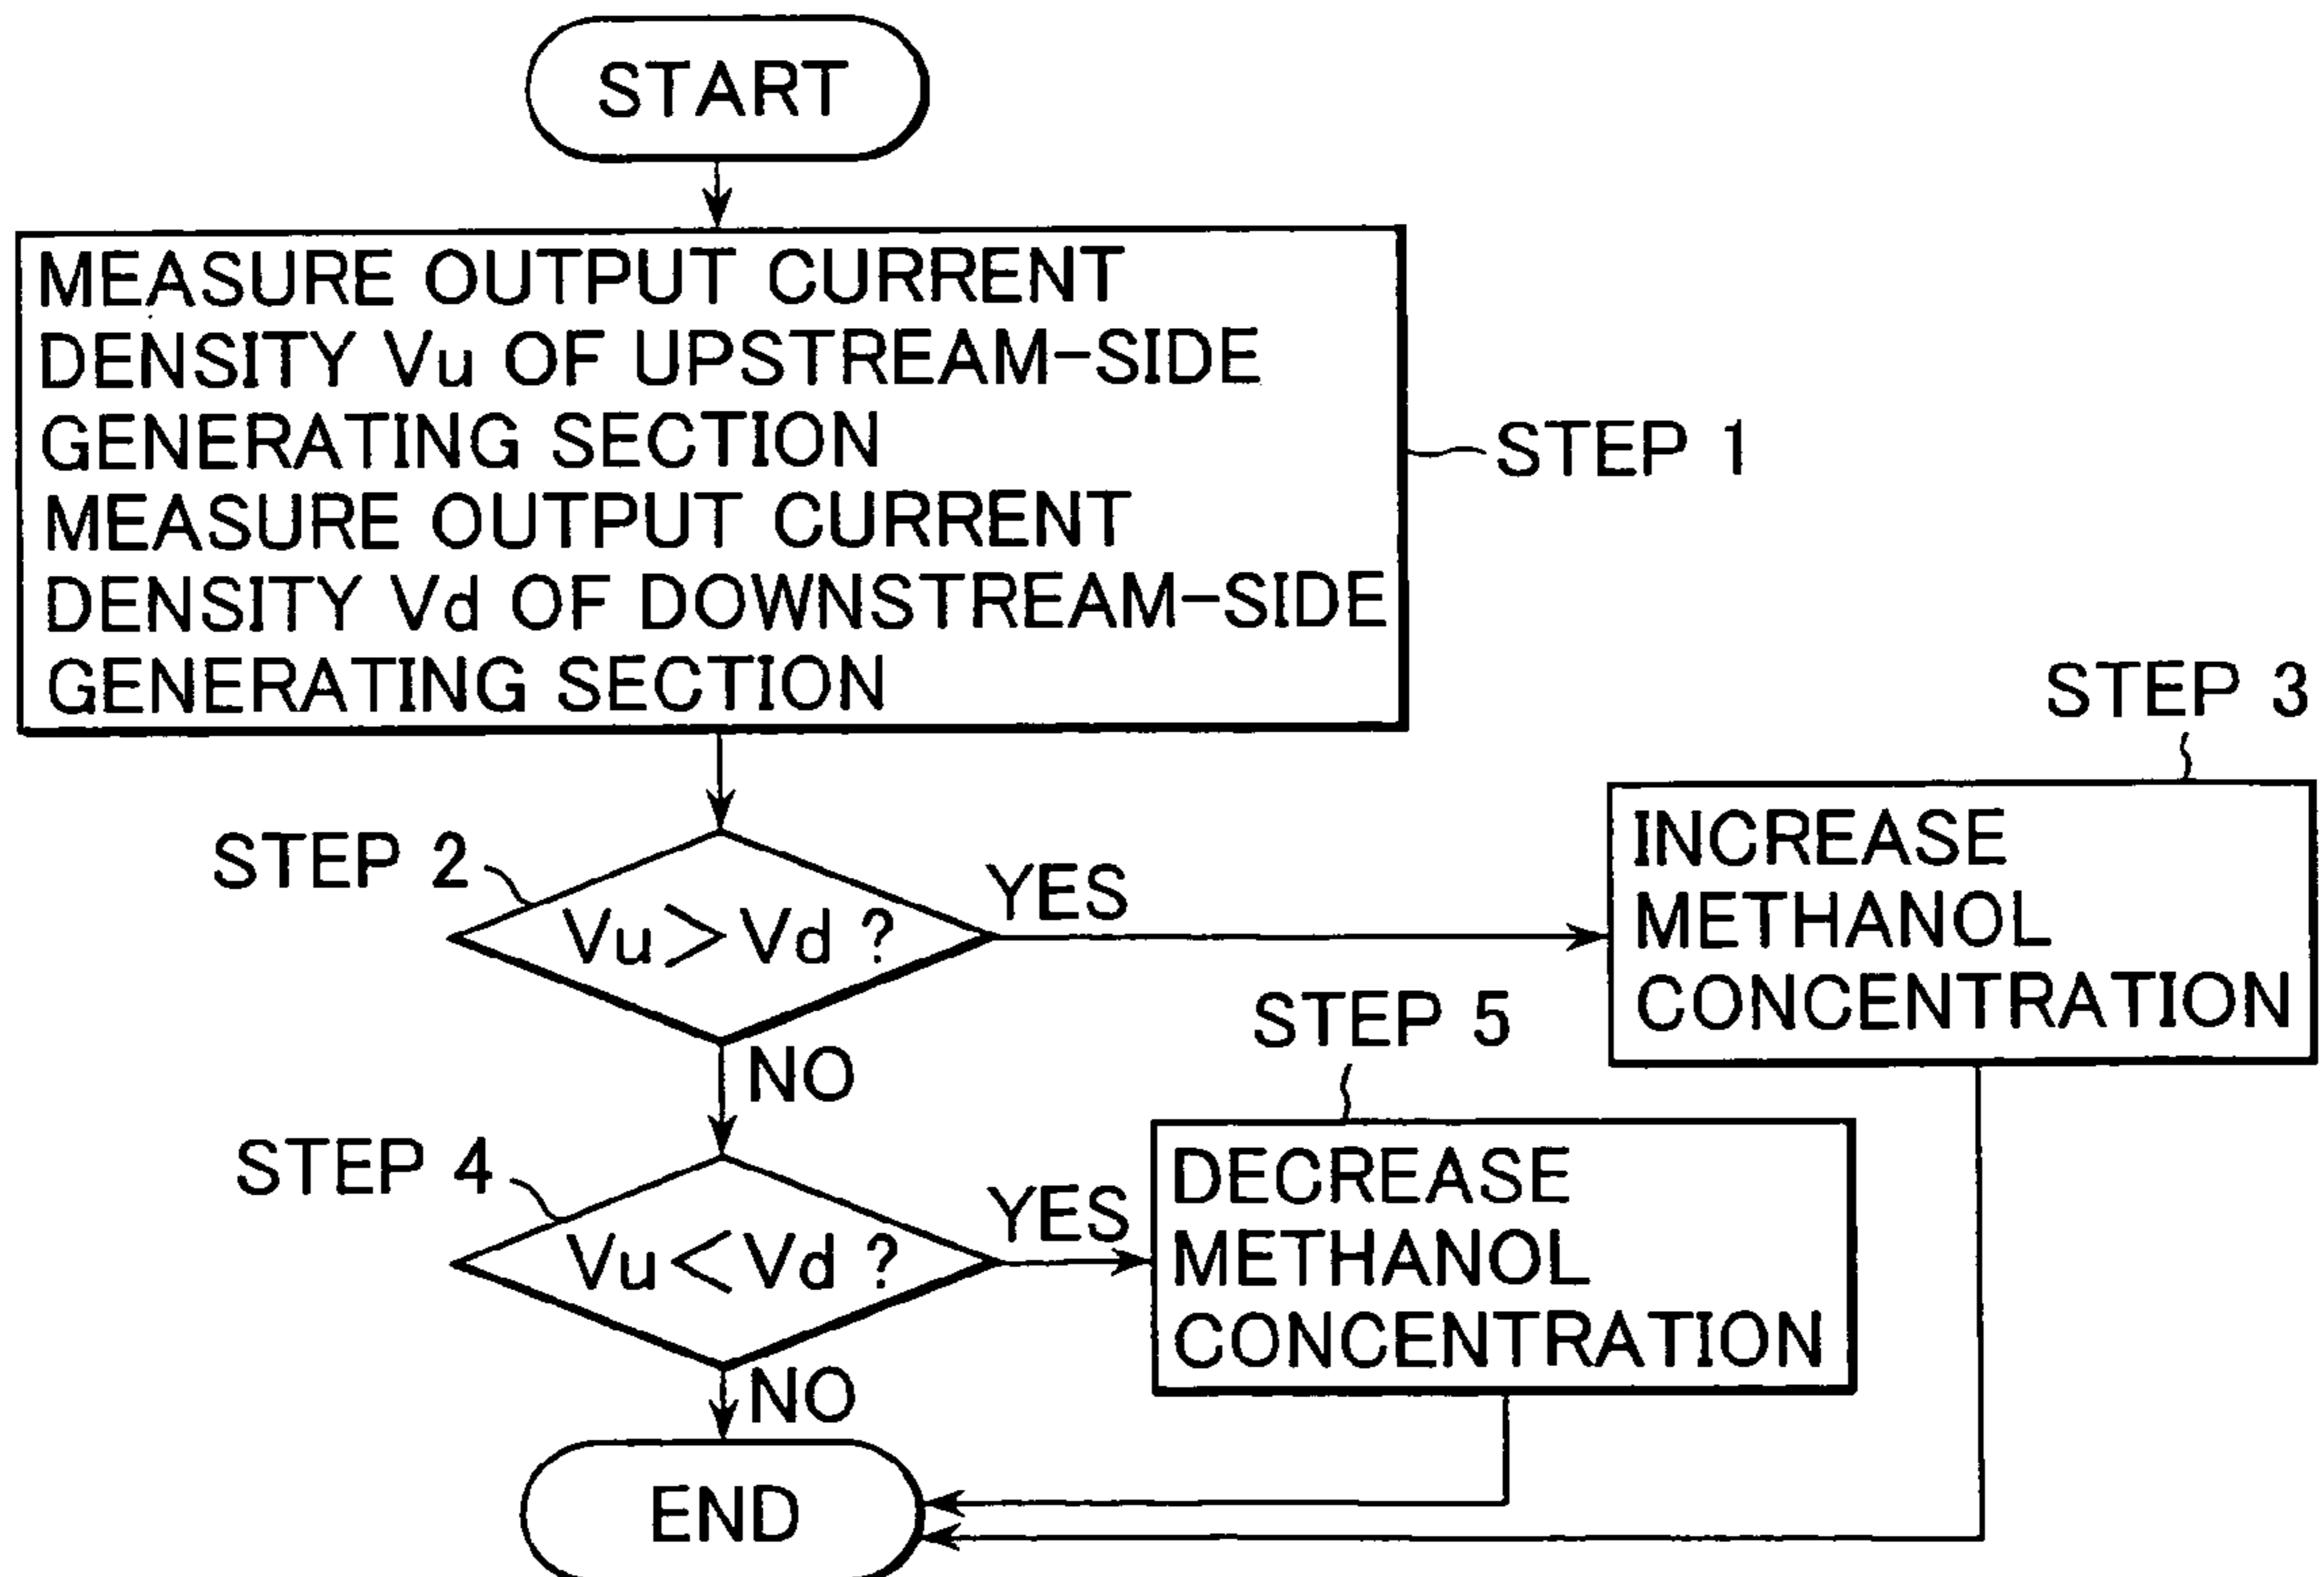 START
MEASURE OUTPUT CURRENT
DENSITY Vu OF UPSTREAM-SIDE
GENERATING SECTION
MEASURE OUTPUT CURRENT
DENSITY Vd OF DOWNSTREAM-SIDE
GENERATING SECTION
STEP 1
STEP 2
Vu > Vd ?
YES
STEP 3
INCREASE
METHANOL
CONCENTRATION
NO
STEP 4
Vu < Vd ?
YES
STEP 5
DECREASE
METHANOL
CONCENTRATION
NO
END